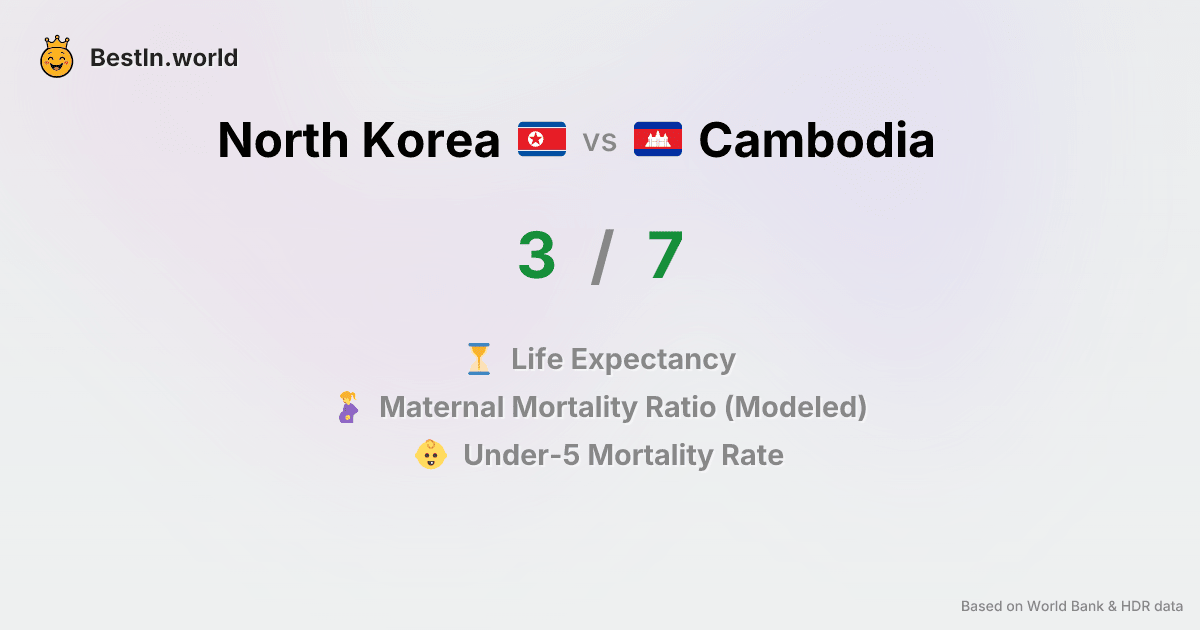 BestIn.world
North Korea vs Cambodia
3 / 7
Life Expectancy
Maternal Mortality Ratio (Modeled)
Under-5 Mortality Rate
Based on World Bank & HDR data